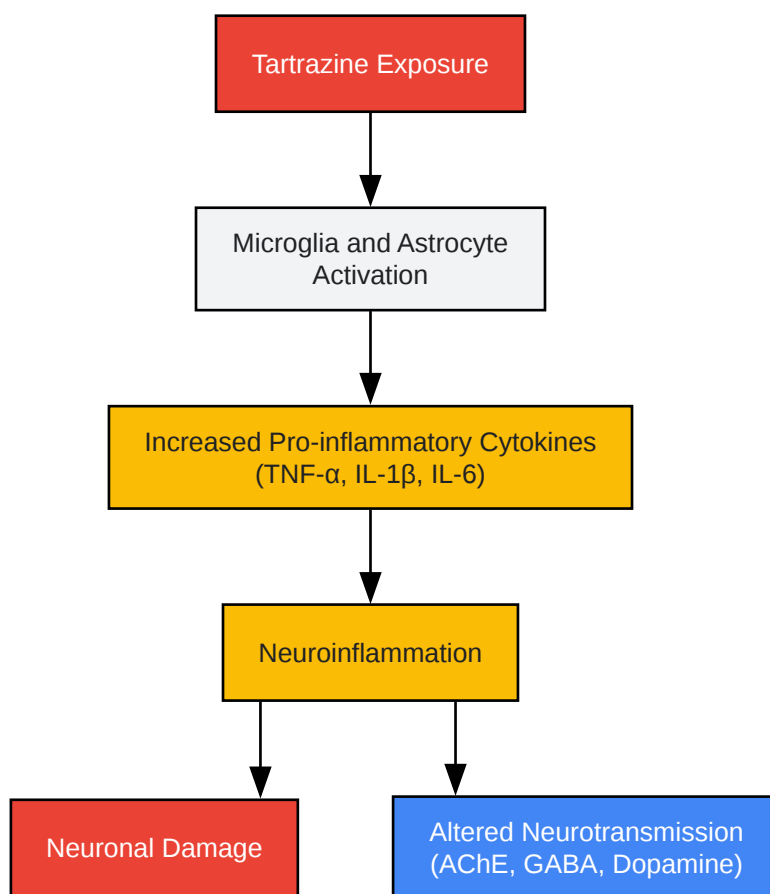 Tartrazine Exposure
Microglia and Astrocyte
Activation
Increased Pro-inflammatory Cytokines
(TNF-α, IL-1β, IL-6)
Neuroinflammation
Neuronal Damage
Altered Neurotransmission
(AChE, GABA, Dopamine)